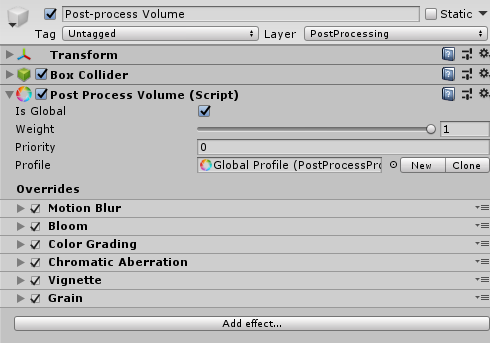 Post-process Volume Static
Tag Untagged Layer PostProcessing
Transform
Box Collider
Post Process Volume (Script)
Is Global
Weight 1
Priority 0
Profile Global Profile (PostProcessPro New Clone
Overrides
Motion Blur
Bloom
Color Grading
Chromatic Aberration
Vignette
Grain
Add effect...